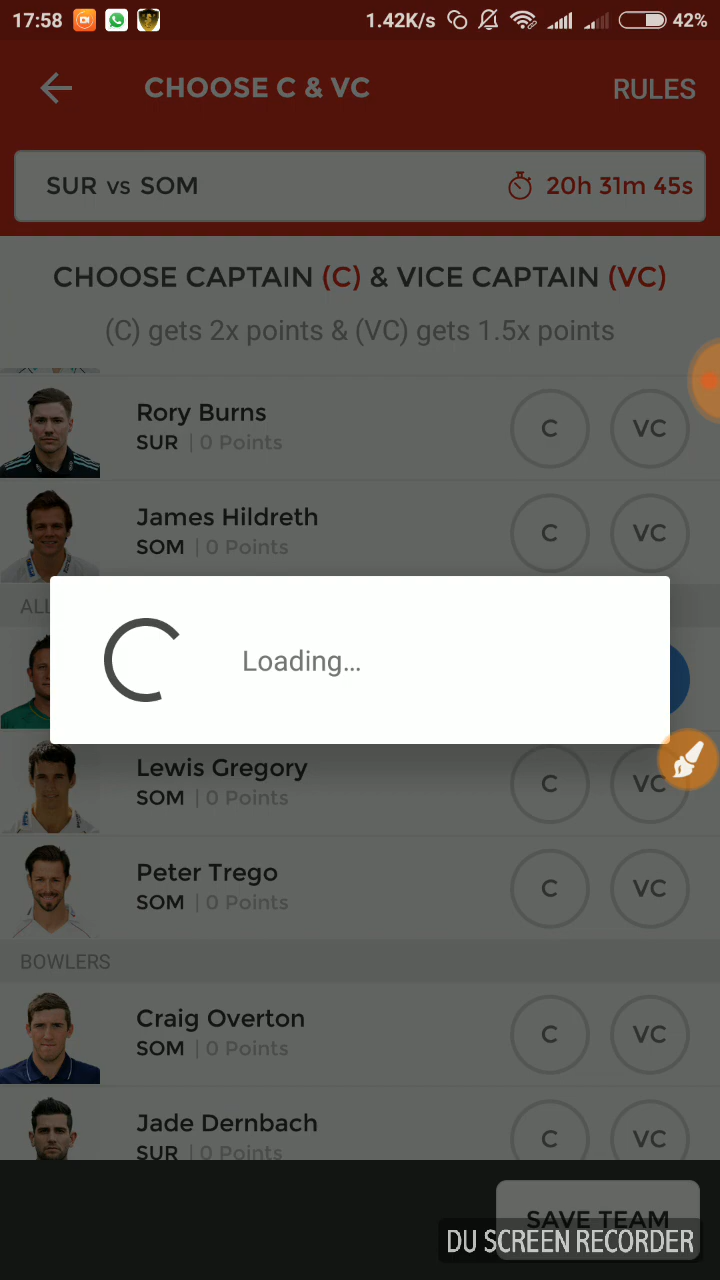 17:58 1.42K/s 42%
CHOOSE C & VC RULES
SUR vs SOM 20h 31m 45s
CHOOSE CAPTAIN (C) & VICE CAPTAIN (VC)
(C) gets 2x points & (VC) gets 1.5x points
Rory Burns
SUR | 0 Points
C VC
James Hildreth
SOM | 0 Points
C VC
ALL
Loading...
Lewis Gregory
SOM | 0 Points
C VC
Peter Trego
SOM | 0 Points
C VC
BOWLERS
Craig Overton
SOM | 0 Points
C VC
Jade Dernbach
SUR | 0 Points
C VC
SAVE TEAM
DU SCREEN RECORDER